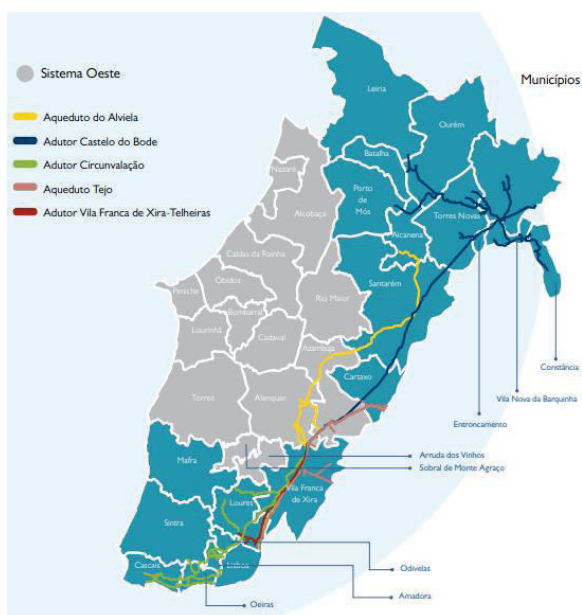 Sistema Oeste
Municípios
Aqueduto do Alviela
Adutor Castelo do Bode
Adutor Circunvalação
Aqueduto Tejo
Adutor Vila Franca de Xira-Telheiras
Leiria
Ourém
Batalha
Nazaré
Porto
de
Mós
Torres Novas
Alcobaça
Alcanena
Caldas da Rainha
Santarém
Peniche
Óbidos
Rio Maior
Bombarral
Lourinhã
Cadaval
Azambuja
Constância
Cartaxo
Vila Nova da Barquinha
Torres
Alenquer
Entroncamento
Arruda dos Vinhos
Mafra
Sobral de Monte Agraço
Vila Franca
de Xira
Loures
Sintra
Cascais
Lisboa
Odivelas
Amadora
Oeiras